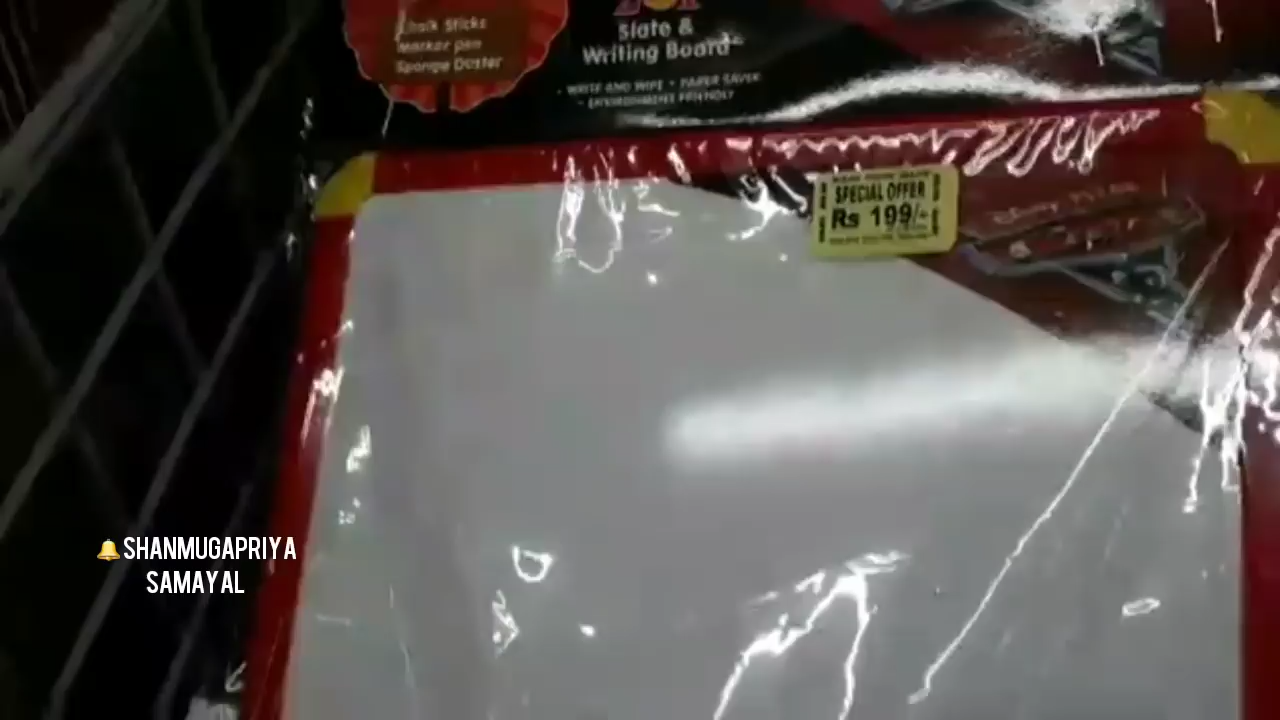 Chalk Sticks
Marker pen
Sponge Duster
Slate &
Writing Board
• WRITE AND WIPE • PAPER SAVER
• ENVIRONMENT FRIENDLY
SPECIAL OFFER
Rs 199/-
🔔SHANMUGAPRIYA
SAMAYAL